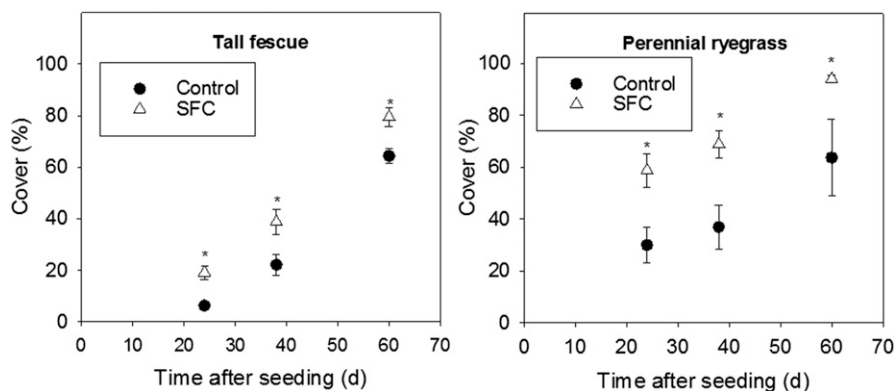 Tall fescue
Control
SFC
Cover (%)
100
80
60
40
20
0
* * *
0 10 20 30 40 50 60 70
Time after seeding (d)
Perennial ryegrass
Control
SFC
Cover (%)
100
80
60
40
20
0
* * *
0 10 20 30 40 50 60 70
Time after seeding (d)